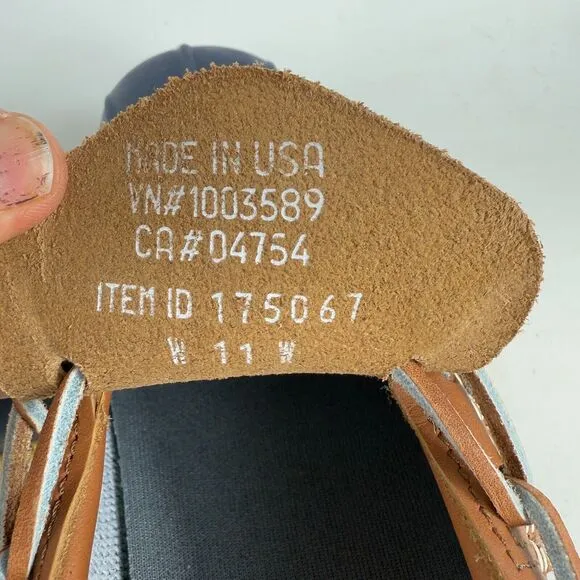 MADE IN USA
VN#1003589
CA#04754
ITEM ID 175067
W 11 W